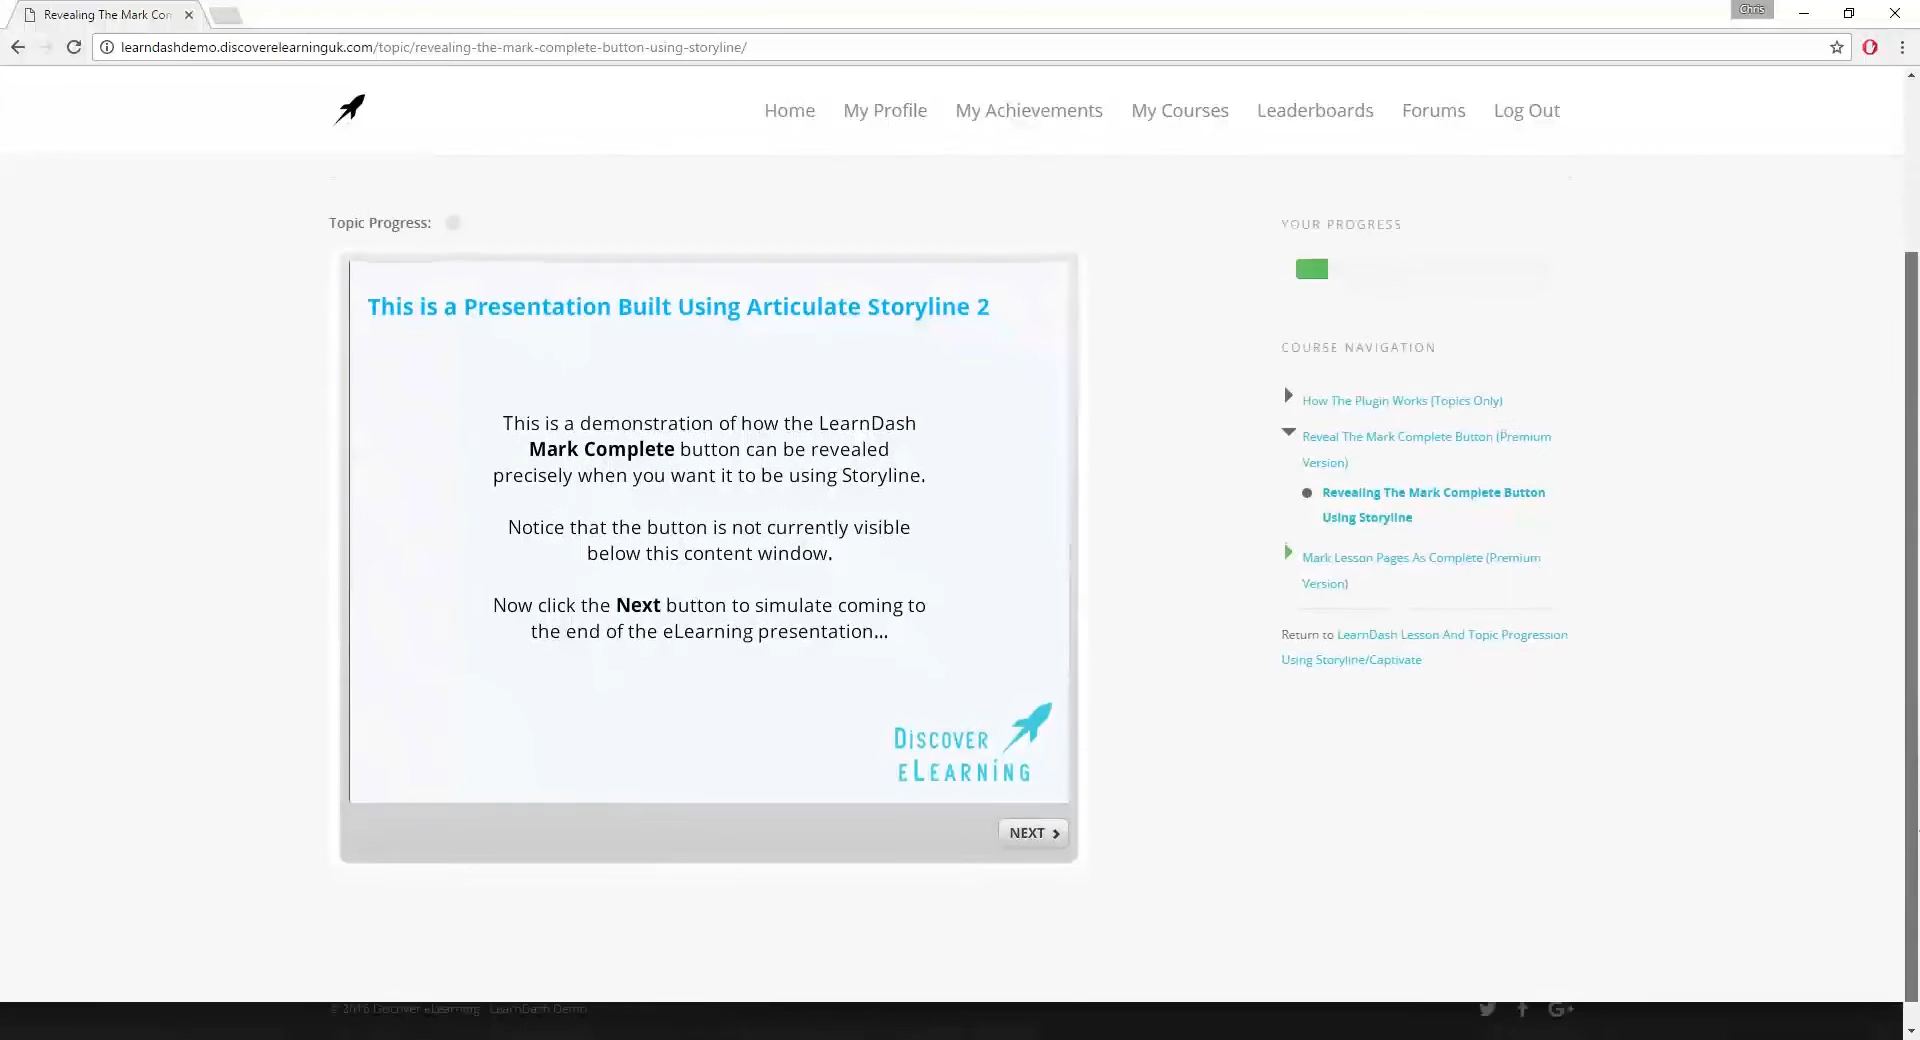 Revealing The Mark Con
Chris
learndashdemo.discoverelearninguk.com/topic/revealing-the-mark-complete-button-using-storyline/
Home My Profile My Achievements My Courses Leaderboards Forums Log Out
Topic Progress:
This is a Presentation Built Using Articulate Storyline 2
This is a demonstration of how the LearnDash
Mark Complete button can be revealed
precisely when you want it to be using Storyline.
Notice that the button is not currently visible
below this content window.
Now click the Next button to simulate coming to
the end of the eLearning presentation...
DiSCOVER
eLEARNiNG
NEXT
YOUR PROGRESS
COURSE NAVIGATION
How The Plugin Works (Topics Only)
Reveal The Mark Complete Button (Premium
Version)
Revealing The Mark Complete Button
Using Storyline
Mark Lesson Pages As Complete (Premium
Version)
Return to LearnDash Lesson And Topic Progression
Using Storyline/Captivate
© 2016 Discover eLearning LearnDash Demo